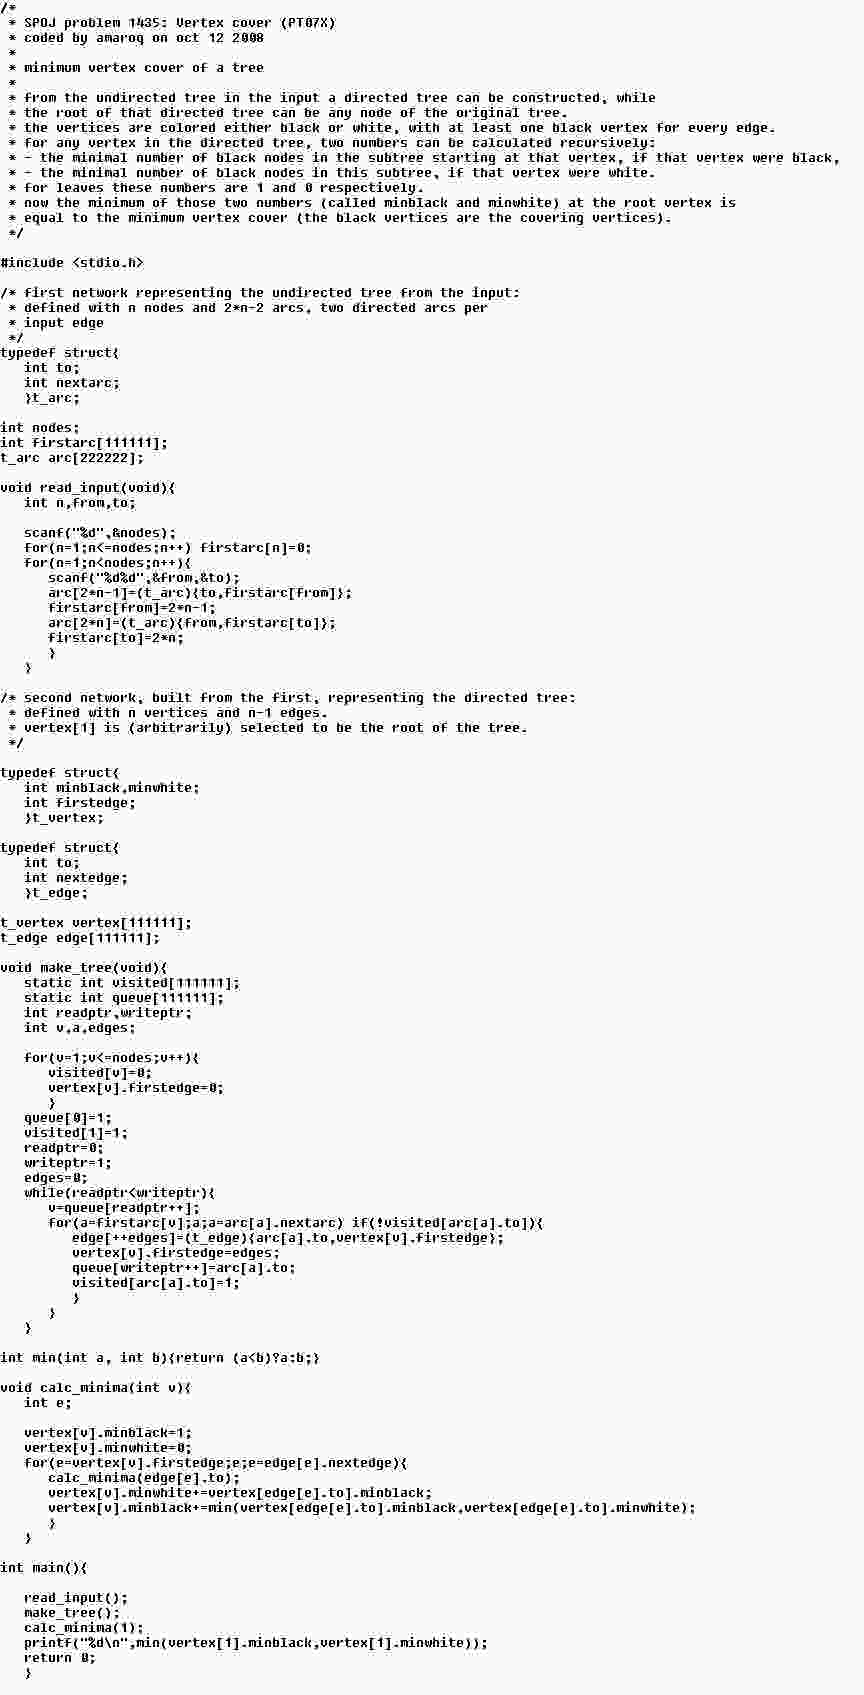 /*
 * SPOJ problem 1435: Vertex cover (PT07X)
 * coded by amaroq on oct 12 2008
 *
 * minimum vertex cover of a tree
 *
 * from the undirected tree in the input a directed tree can be constructed, while
 * the root of that directed tree can be any node of the original tree.
 * the vertices are colored either black or white, with at least one black vertex for every edge.
 * for any vertex in the directed tree, two numbers can be calculated recursively:
 * - the minimal number of black nodes in the subtree starting at that vertex, if that vertex were black,
 * - the minimal number of black nodes in this subtree, if that vertex were white.
 * for leaves these numbers are 1 and 0 respectively.
 * now the minimum of those two numbers (called minblack and minwhite) at the root vertex is
 * equal to the minimum vertex cover (the black vertices are the covering vertices).
 */

#include <stdio.h>

/* first network representing the undirected tree from the input:
 * defined with n nodes and 2*n-2 arcs, two directed arcs per
 * input edge
 */
typedef struct{
   int to;
   int nextarc;
   }t_arc;

int nodes;
int firstarc[111111];
t_arc arc[222222];

void read_input(void){
   int n,from,to;

   scanf("%d",&nodes);
   for(n=1;n<=nodes;n++) firstarc[n]=0;
   for(n=1;n<nodes;n++){
      scanf("%d%d",&from,&to);
      arc[2*n-1]=(t_arc){to,firstarc[from]};
      firstarc[from]=2*n-1;
      arc[2*n]=(t_arc){from,firstarc[to]};
      firstarc[to]=2*n;
      }
   }

/* second network, built from the first, representing the directed tree:
 * defined with n vertices and n-1 edges.
 * vertex[1] is (arbitrarily) selected to be the root of the tree.
 */

typedef struct{
   int minblack,minwhite;
   int firstedge;
   }t_vertex;

typedef struct{
   int to;
   int nextedge;
   }t_edge;

t_vertex vertex[111111];
t_edge edge[111111];

void make_tree(void){
   static int visited[111111];
   static int queue[111111];
   int readptr,writeptr;
   int v,a,edges;

   for(v=1;v<=nodes;v++){
      visited[v]=0;
      vertex[v].firstedge=0;
      }
   queue[0]=1;
   visited[1]=1;
   readptr=0;
   writeptr=1;
   edges=0;
   while(readptr<writeptr){
      v=queue[readptr++];
      for(a=firstarc[v];a;a=arc[a].nextarc) if(!visited[arc[a].to]){
         edge[++edges]=(t_edge){arc[a].to,vertex[v].firstedge};
         vertex[v].firstedge=edges;
         queue[writeptr++]=arc[a].to;
         visited[arc[a].to]=1;
         }
      }
   }

int min(int a, int b){return (a<b)?a:b;}

void calc_minima(int v){
   int e;

   vertex[v].minblack=1;
   vertex[v].minwhite=0;
   for(e=vertex[v].firstedge;e;e=edge[e].nextedge){
      calc_minima(edge[e].to);
      vertex[v].minwhite+=vertex[edge[e].to].minblack;
      vertex[v].minblack+=min(vertex[edge[e].to].minblack,vertex[edge[e].to].minwhite);
      }
   }

int main(){

   read_input();
   make_tree();
   calc_minima(1);
   printf("%d\n",min(vertex[1].minblack,vertex[1].minwhite));
   return 0;
   }